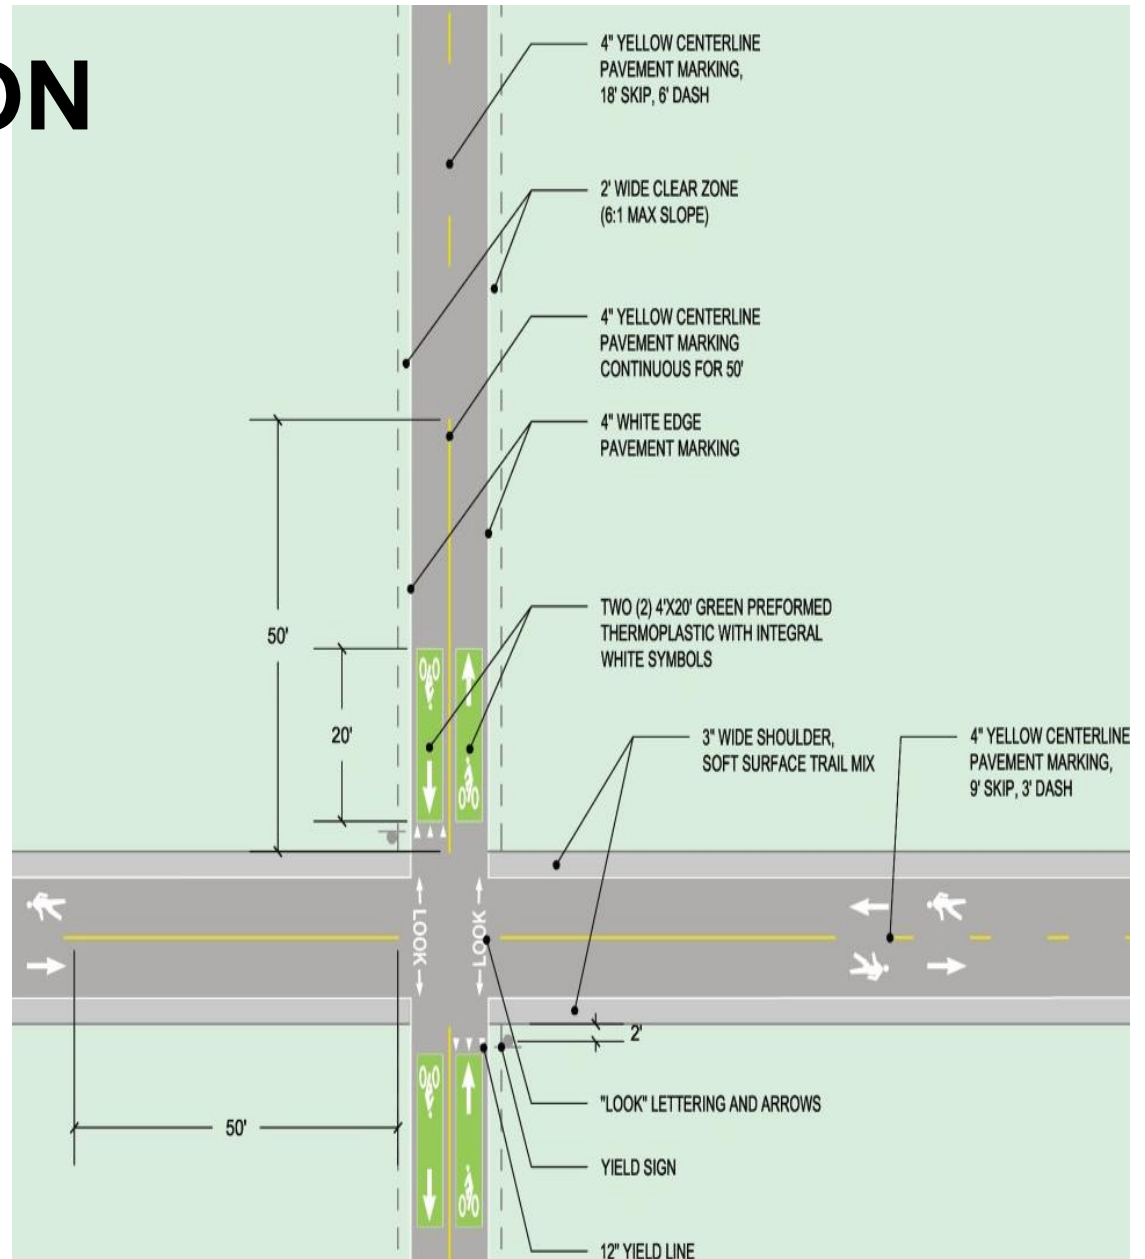 ON
4" YELLOW CENTERLINE
PAVEMENT MARKING,
18' SKIP, 6' DASH
2' WIDE CLEAR ZONE
(6:1 MAX SLOPE)
4" YELLOW CENTERLINE
PAVEMENT MARKING
CONTINUOUS FOR 50'
4" WHITE EDGE
PAVEMENT MARKING
50'
TWO (2) 4'X20' GREEN PREFORMED
THERMOPLASTIC WITH INTEGRAL
WHITE SYMBOLS
20'
3" WIDE SHOULDER,
SOFT SURFACE TRAIL MIX
4" YELLOW CENTERLINE
PAVEMENT MARKING,
9' SKIP, 3' DASH
LOOK
LOOK
2'
50'
"LOOK" LETTERING AND ARROWS
YIELD SIGN
12" YIELD LINE